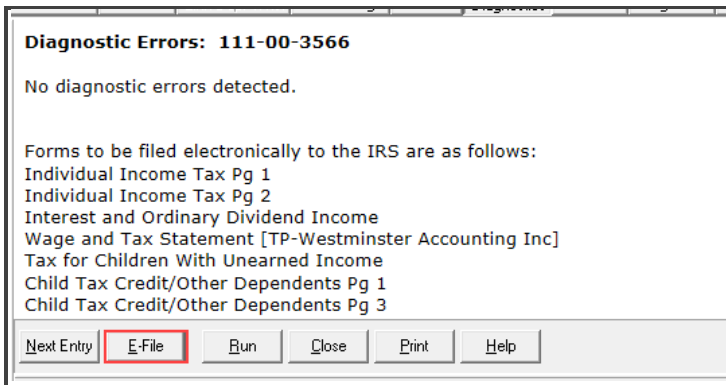 Diagnostic Errors: 111-00-3566
No diagnostic errors detected.
Forms to be filed electronically to the IRS are as follows:
Individual Income Tax Pg 1
Individual Income Tax Pg 2
Interest and Ordinary Dividend Income
Wage and Tax Statement [TP-Westminster Accounting Inc]
Tax for Children With Unearned Income
Child Tax Credit/Other Dependents Pg 1
Child Tax Credit/Other Dependents Pg 3
Next Entry E-File Run Close Print Help